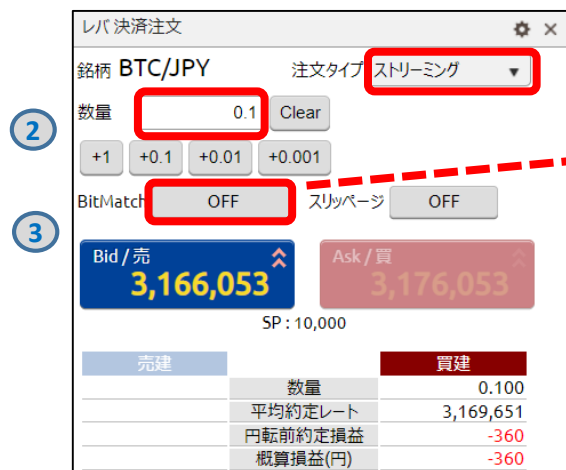 レバ 決済注文
銘柄 BTC/JPY 注文タイプ ストリーミング
数量 0.1 Clear
2
+1 +0.1 +0.01 +0.001
BitMatch OFF スリッページ OFF
3
Bid / 売 Ask / 買
3,166,053 3,176,053
SP : 10,000
売建 買建
数量 0.100
平均約定レート 3,169,651
円転前約定損益 -360
概算損益(円) -360